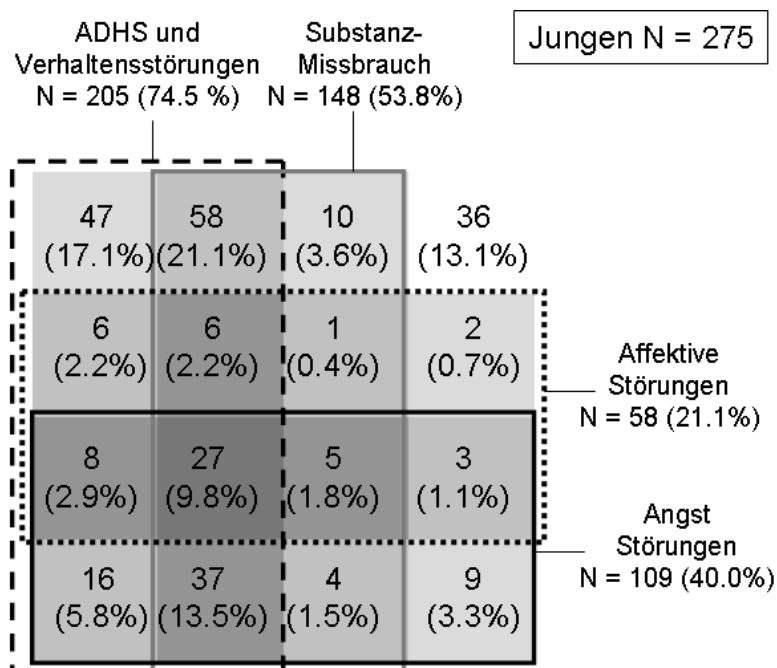 ADHS und
Verhaltensstörungen
N = 205 (74.5 %)
Substanz-
Missbrauch
N = 148 (53.8%)
Jungen N = 275
47 58 10 36
(17.1%) (21.1%) (3.6%) (13.1%)
6 6 1 2
(2.2%) (2.2%) (0.4%) (0.7%)
Affektive
Störungen
N = 58 (21.1%)
8 27 5 3
(2.9%) (9.8%) (1.8%) (1.1%)
Angst
Störungen
N = 109 (40.0%)
16 37 4 9
(5.8%) (13.5%) (1.5%) (3.3%)